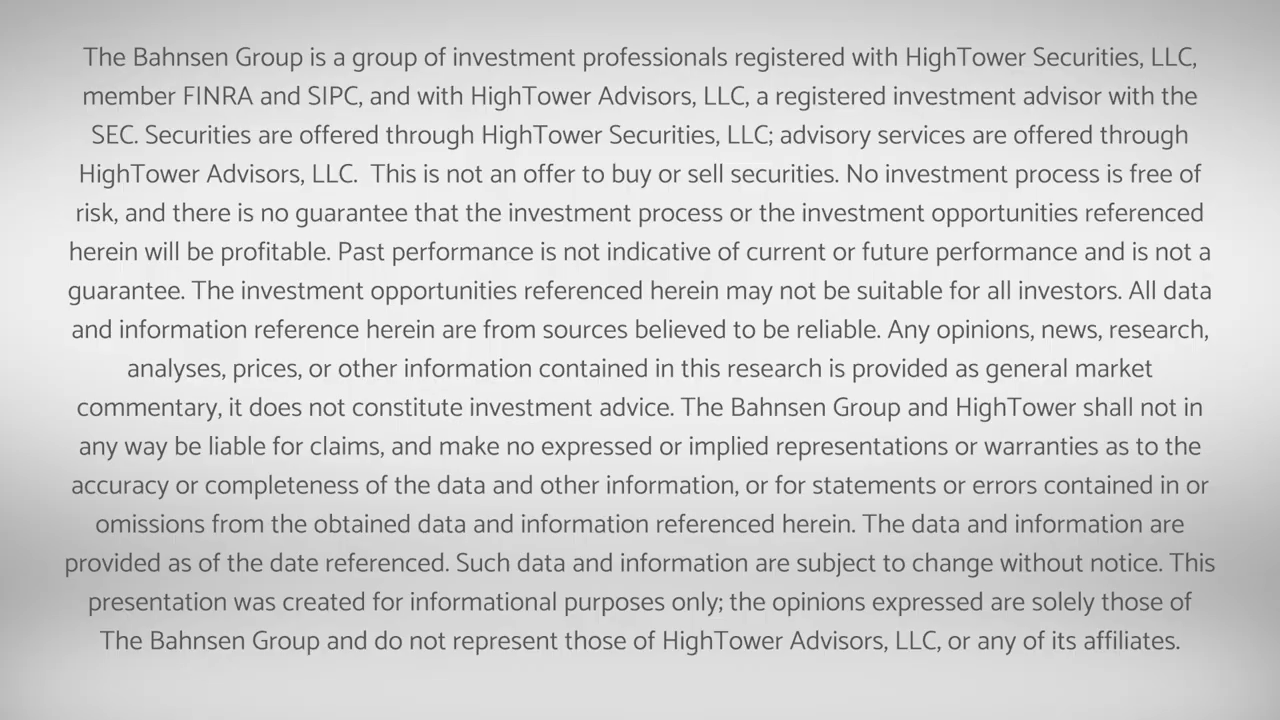 The Bahnsen Group is a group of investment professionals registered with HighTower Securities, LLC,
member FINRA and SIPC, and with HighTower Advisors, LLC, a registered investment advisor with the
SEC. Securities are offered through HighTower Securities, LLC; advisory services are offered through
HighTower Advisors, LLC.  This is not an offer to buy or sell securities. No investment process is free of
risk, and there is no guarantee that the investment process or the investment opportunities referenced
herein will be profitable. Past performance is not indicative of current or future performance and is not a
guarantee. The investment opportunities referenced herein may not be suitable for all investors. All data
and information reference herein are from sources believed to be reliable. Any opinions, news, research,
analyses, prices, or other information contained in this research is provided as general market
commentary, it does not constitute investment advice. The Bahnsen Group and HighTower shall not in
any way be liable for claims, and make no expressed or implied representations or warranties as to the
accuracy or completeness of the data and other information, or for statements or errors contained in or
omissions from the obtained data and information referenced herein. The data and information are
provided as of the date referenced. Such data and information are subject to change without notice. This
presentation was created for informational purposes only; the opinions expressed are solely those of
The Bahnsen Group and do not represent those of HighTower Advisors, LLC, or any of its affiliates.